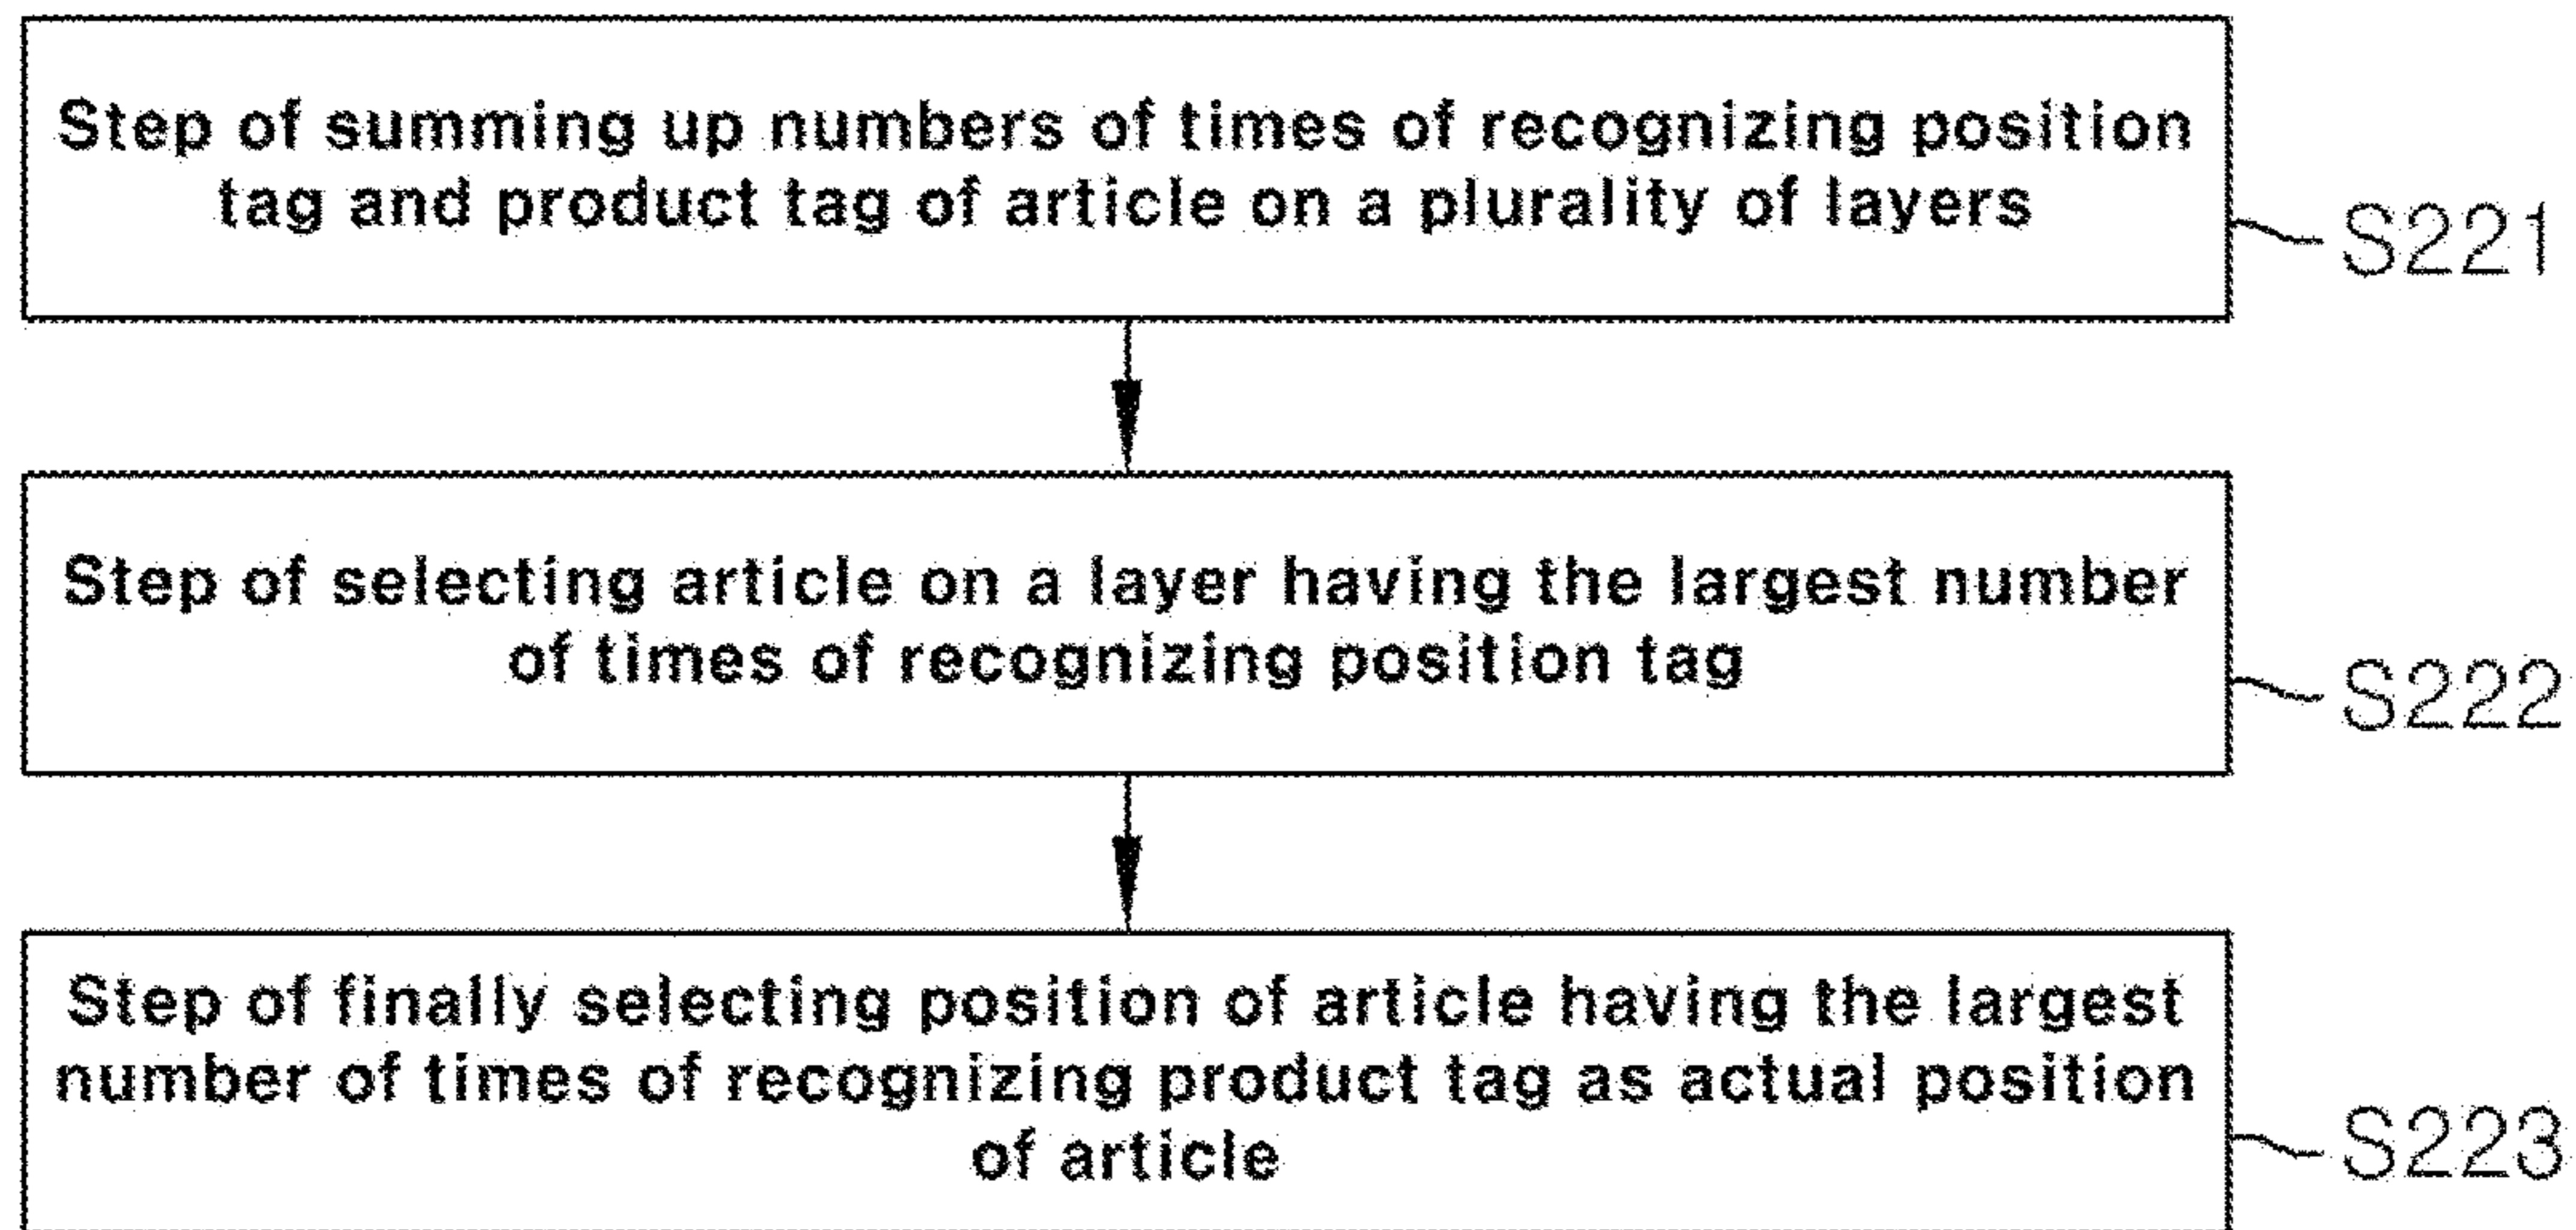 Step of summing up numbers of times of recognizing position
tag and product tag of article on a plurality of layers
S221
Step of selecting article on a layer having the largest number
of times of recognizing position tag
S222
Step of finally selecting position of article having the largest
number of times of recognizing product tag as actual position
of article
S223